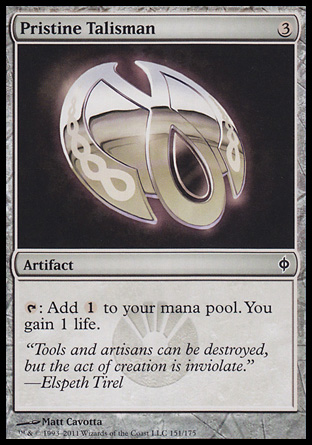 Pristine Talisman 3
Artifact
: Add 1 to your mana pool. You
gain 1 life.
"Tools and artisans can be destroyed,
but the act of creation is inviolate."
—Elspeth Tirel
Matt Cavotta
™ & © 1993–2011 Wizards of the Coast LLC 151/175